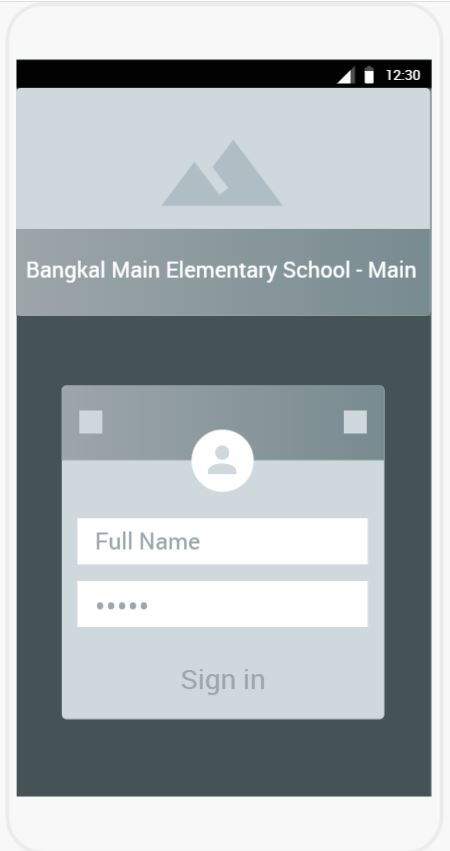 12:30
Bangkal Main Elementary School - Main
Full Name
•••••
Sign in